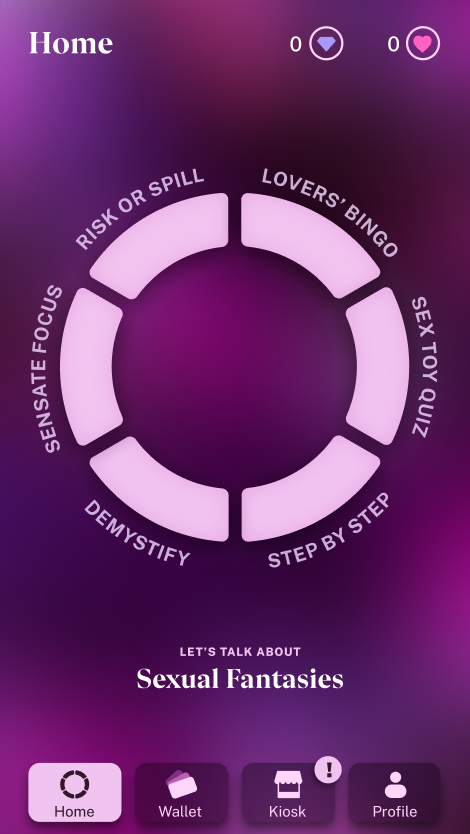 Home
0
0
RISK OR SPILL
LOVERS’ BINGO
SENSATE FOCUS
SEX TOY QUIZ
DEMYSTIFY
STEP BY STEP
LET’S TALK ABOUT
Sexual Fantasies
!
Home
Wallet
Kiosk
Profile